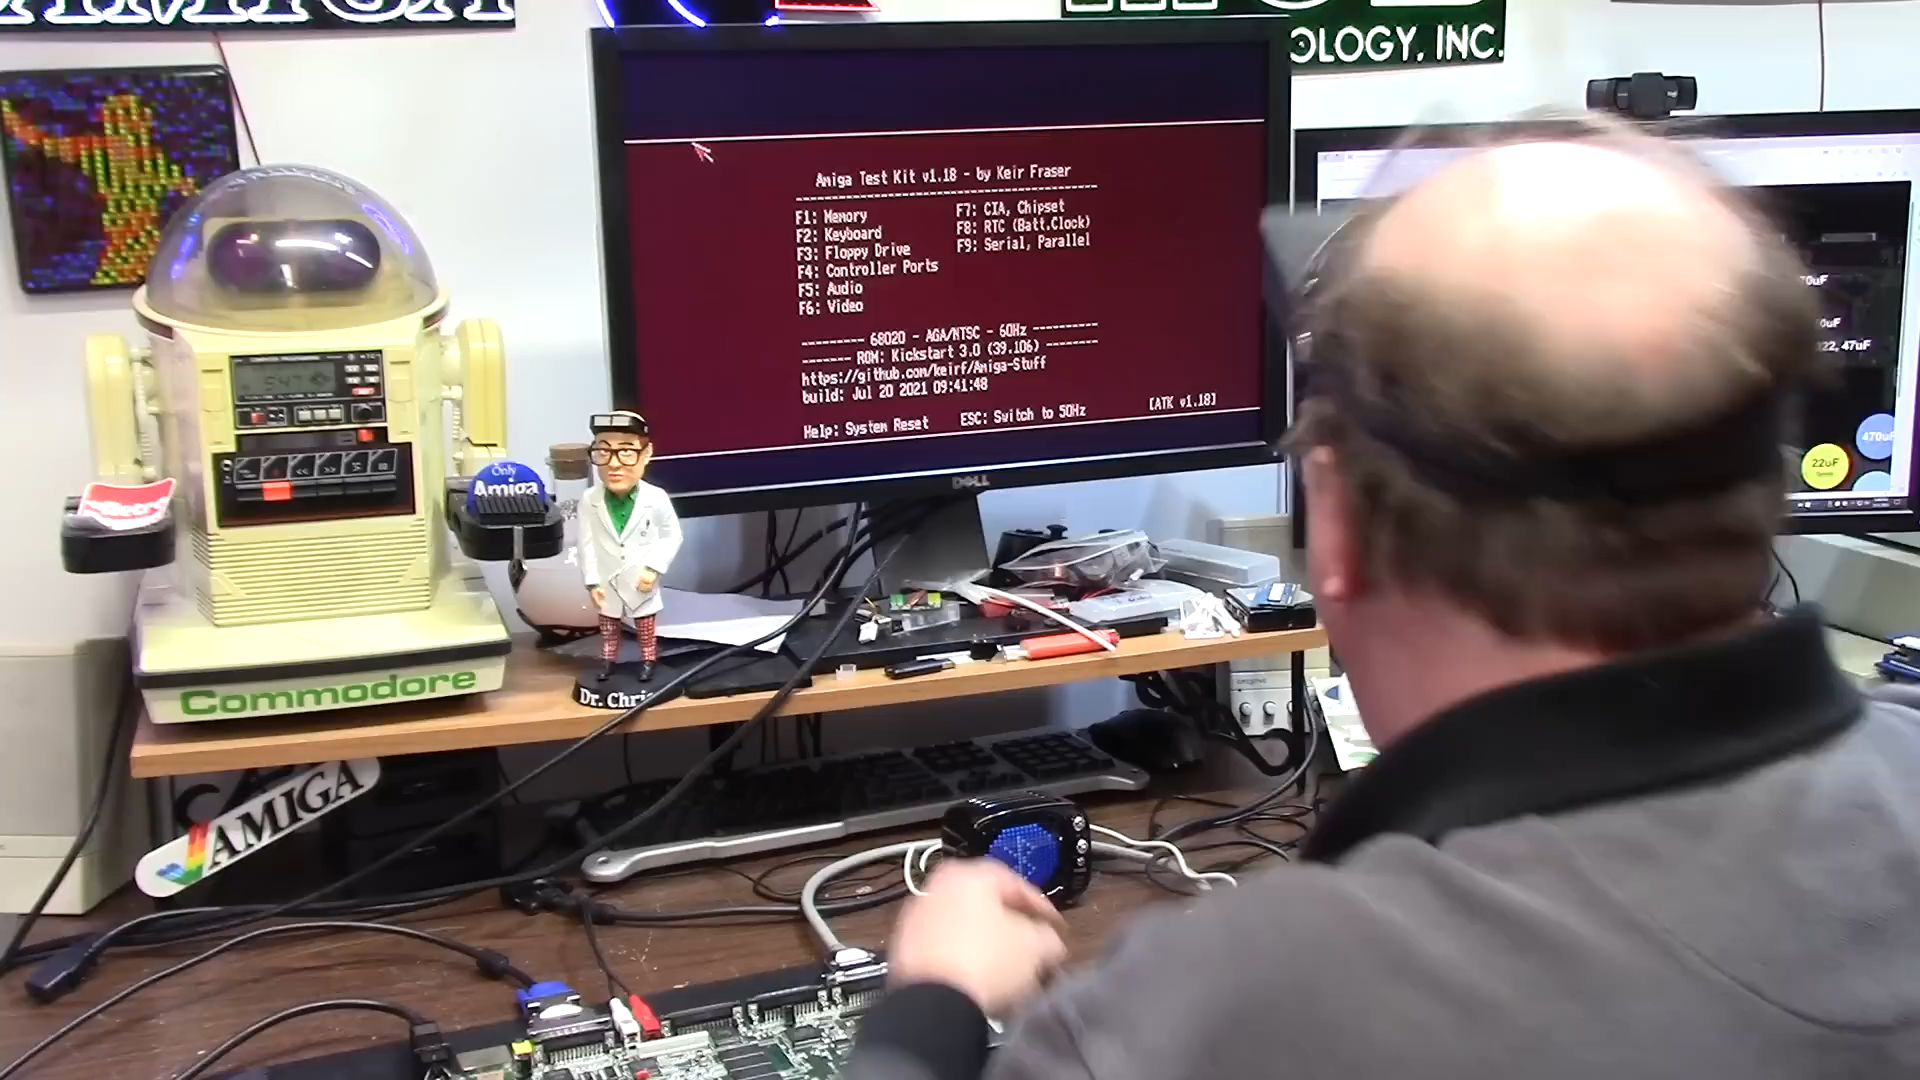 OLOGY, INC.
Amiga Test Kit v1.18 - by Keir Fraser
F1: Memory
F2: Keyboard
F3: Floppy Drive
F4: Controller Ports
F5: Audio
F6: Video
F7: CIA, Chipset
F8: RTC (Batt.Clock)
F9: Serial, Parallel
--------- 68020 - AGA/NTSC - 60Hz ----------
------- ROM: Kickstart 3.0 (39.106) --------
https://github.com/keirf/Amiga-Stuff
build: Jul 20 2021 09:41:48
Help: System Reset
ESC: Switch to 50Hz
[ATK v1.18]
DELL
22, 47uF
470uF
22uF
Only
Amiga
Dr. Chri
Commodore
AMIGA